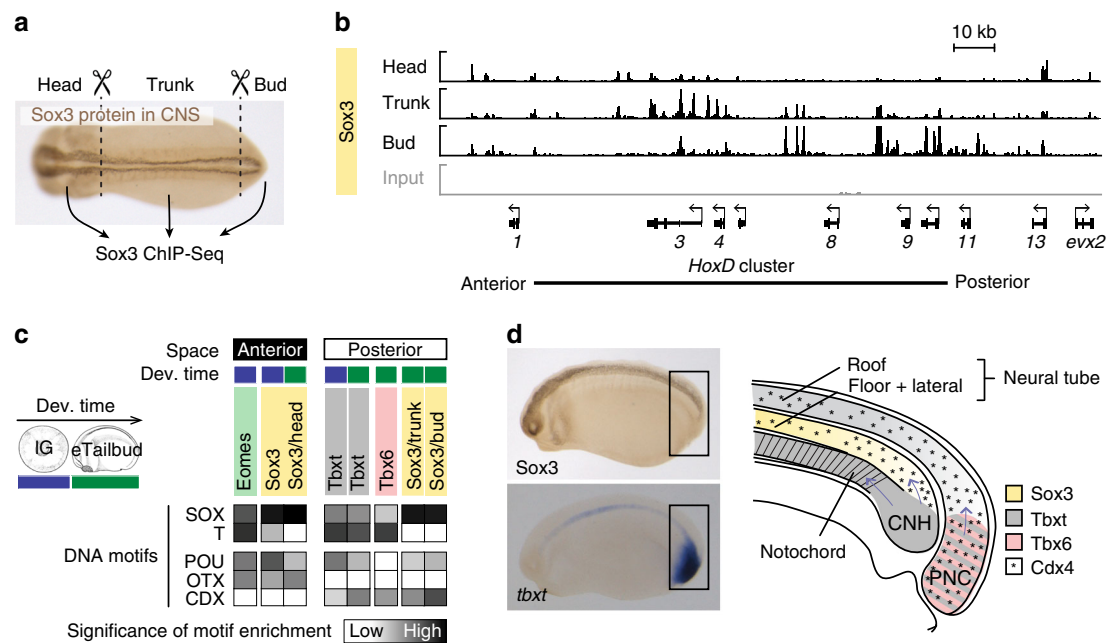 a
Head Trunk Bud
Sox3 protein in CNS
Sox3 ChIP-Seq
b
10 kb
Sox3
Head
Trunk
Bud
Input
1 3 4 8 9 11 13 evx2
HoxD cluster
Anterior Posterior
c
Space Anterior Posterior
Dev. time
Dev. time
IG eTailbud
Eomes Sox3 Sox3/head Tbxt Tbxt Tbx6 Sox3/trunk Sox3/bud
DNA motifs
SOX
T
POU
OTX
CDX
Significance of motif enrichment Low High
d
Sox3
tbxt
Roof
Floor + lateral
Neural tube
CNH
Notochord
PNC
Sox3
Tbxt
Tbx6
* Cdx4